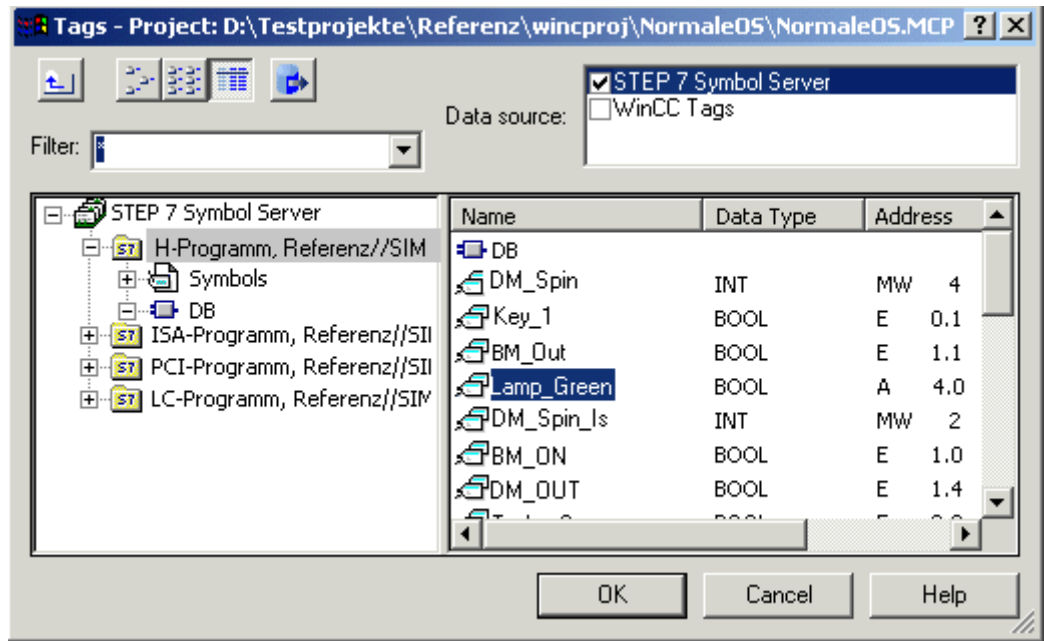 Tags - Project: D:\Testprojekte\Referenz\wincproj\NormaleOS\NormaleOS.MCP
Data source:
STEP 7 Symbol Server
WinCC Tags
Filter: *
STEP 7 Symbol Server
H-Programm, Referenz//SIM
Symbols
DB
ISA-Programm, Referenz//SI
PCI-Programm, Referenz//SI
LC-Programm, Referenz//SIM
Name Data Type Address
DB
DM_Spin INT MW 4
Key_1 BOOL E 0.1
BM_Out BOOL E 1.1
Lamp_Green BOOL A 4.0
DM_Spin_Is INT MW 2
BM_ON BOOL E 1.0
DM_OUT BOOL E 1.4
OK Cancel Help